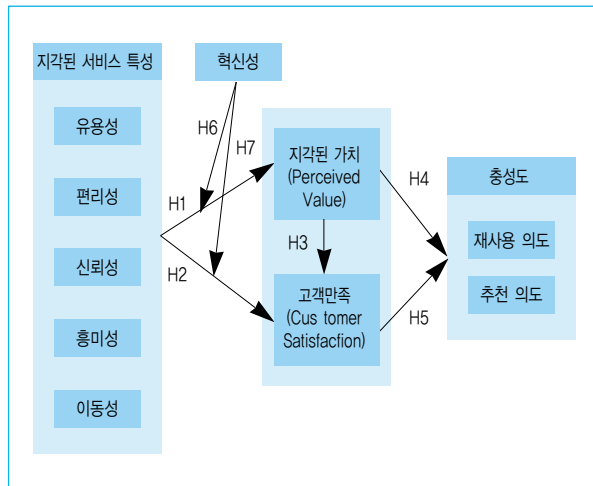 지각된 서비스 특성
유용성
편리성
신뢰성
흥미성
이동성
혁신성
H6
H7
H1
H2
지각된 가치
(Perceived
Value)
H3
고객만족
(Cus tomer
Satisfaction)
H4
H5
충성도
재사용 의도
추천 의도